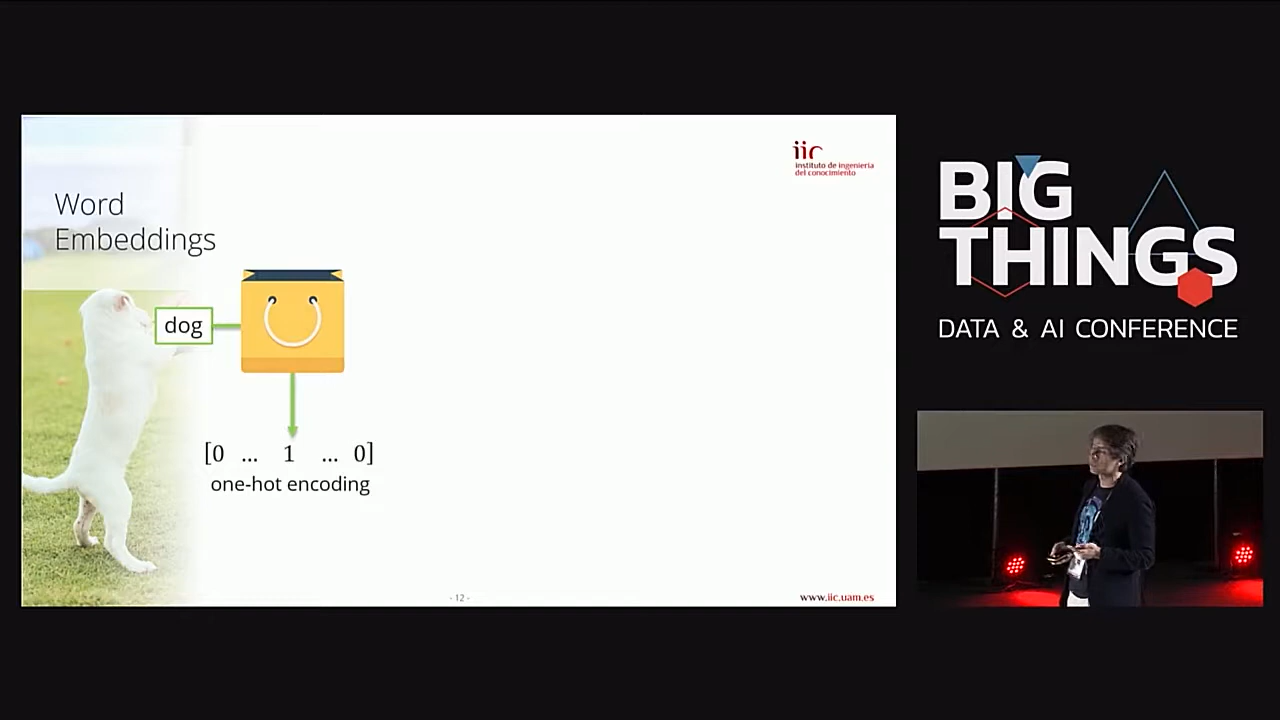 iic
instituto de ingeniería
del conocimiento
Word
Embeddings
dog
[0 ... 1 ... 0]
one-hot encoding
- 12 -
www.iic.uam.es
BIG
THINGS
DATA & AI CONFERENCE